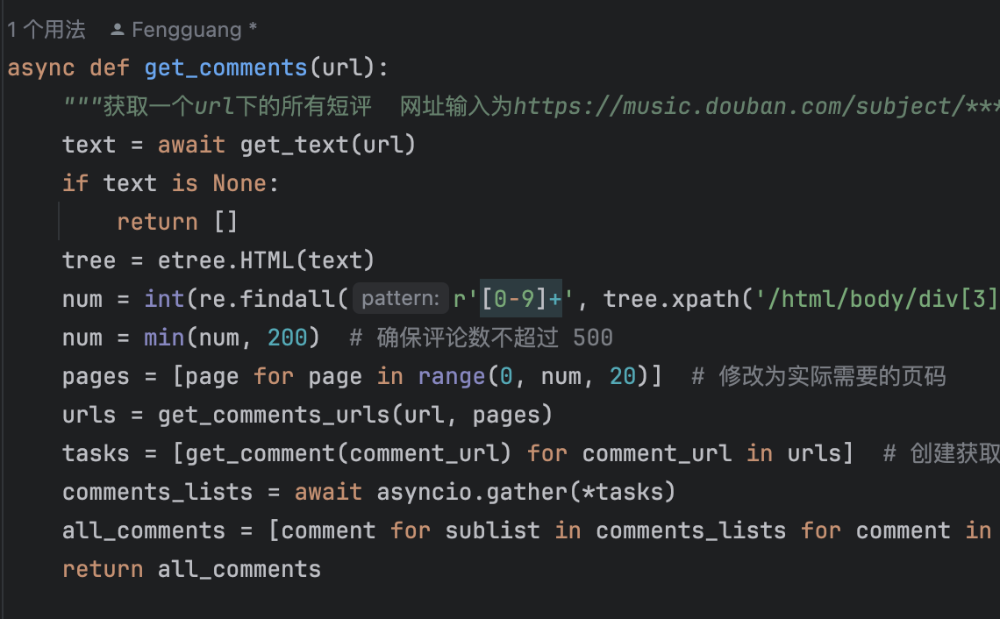 1 个用法 Fengguang *
async def get_comments(url):
    """获取一个url下的所有短评  网址输入为https://music.douban.com/subject/***
    text = await get_text(url)
    if text is None:
        return []
    tree = etree.HTML(text)
    num = int(re.findall( pattern: r'[0-9]+', tree.xpath('/html/body/div[3]
    num = min(num, 200)  # 确保评论数不超过 500
    pages = [page for page in range(0, num, 20)]  # 修改为实际需要的页码
    urls = get_comments_urls(url, pages)
    tasks = [get_comment(comment_url) for comment_url in urls]  # 创建获取
    comments_lists = await asyncio.gather(*tasks)
    all_comments = [comment for sublist in comments_lists for comment in
    return all_comments